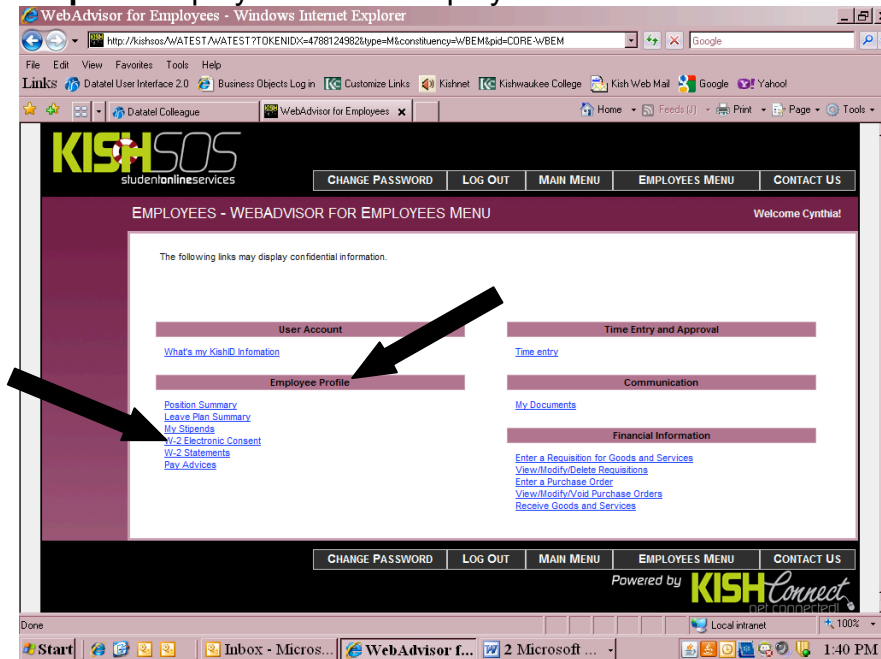 WebAdvisor for Employees - Windows Internet Explorer
http://kishsos/WATEST/WATEST?TOKENIDX=4788124982&type=M&constituency=WBEM&pid=CORE-WBEM
Google
File Edit View Favorites Tools Help
Links Datatel User Interface 2.0 Business Objects Log in Customize Links Kishnet Kishwaukee College Kish Web Mail Google Yahoo!
Datatel Colleague WebAdvisor for Employees Home Feeds (J) Print Page Tools
KISHSOS
studentonlineservices
CHANGE PASSWORD LOG OUT MAIN MENU EMPLOYEES MENU CONTACT US
EMPLOYEES - WEBADVISOR FOR EMPLOYEES MENU Welcome Cynthia!
The following links may display confidential information.
User Account
What's my KishID Infomation
Employee Profile
Position Summary
Leave Plan Summary
My Stipends
W-2 Electronic Consent
W-2 Statements
Pay Advices
Time Entry and Approval
Time entry
Communication
My Documents
Financial Information
Enter a Requisition for Goods and Services
View/Modify/Delete Requisitions
Enter a Purchase Order
View/Modify/Void Purchase Orders
Receive Goods and Services
CHANGE PASSWORD LOG OUT MAIN MENU EMPLOYEES MENU CONTACT US
Powered by KISH Connect
get connected!
Done Local intranet 100%
Start Inbox - Micros... WebAdvisor f... 2 Microsoft ... 1:40 PM